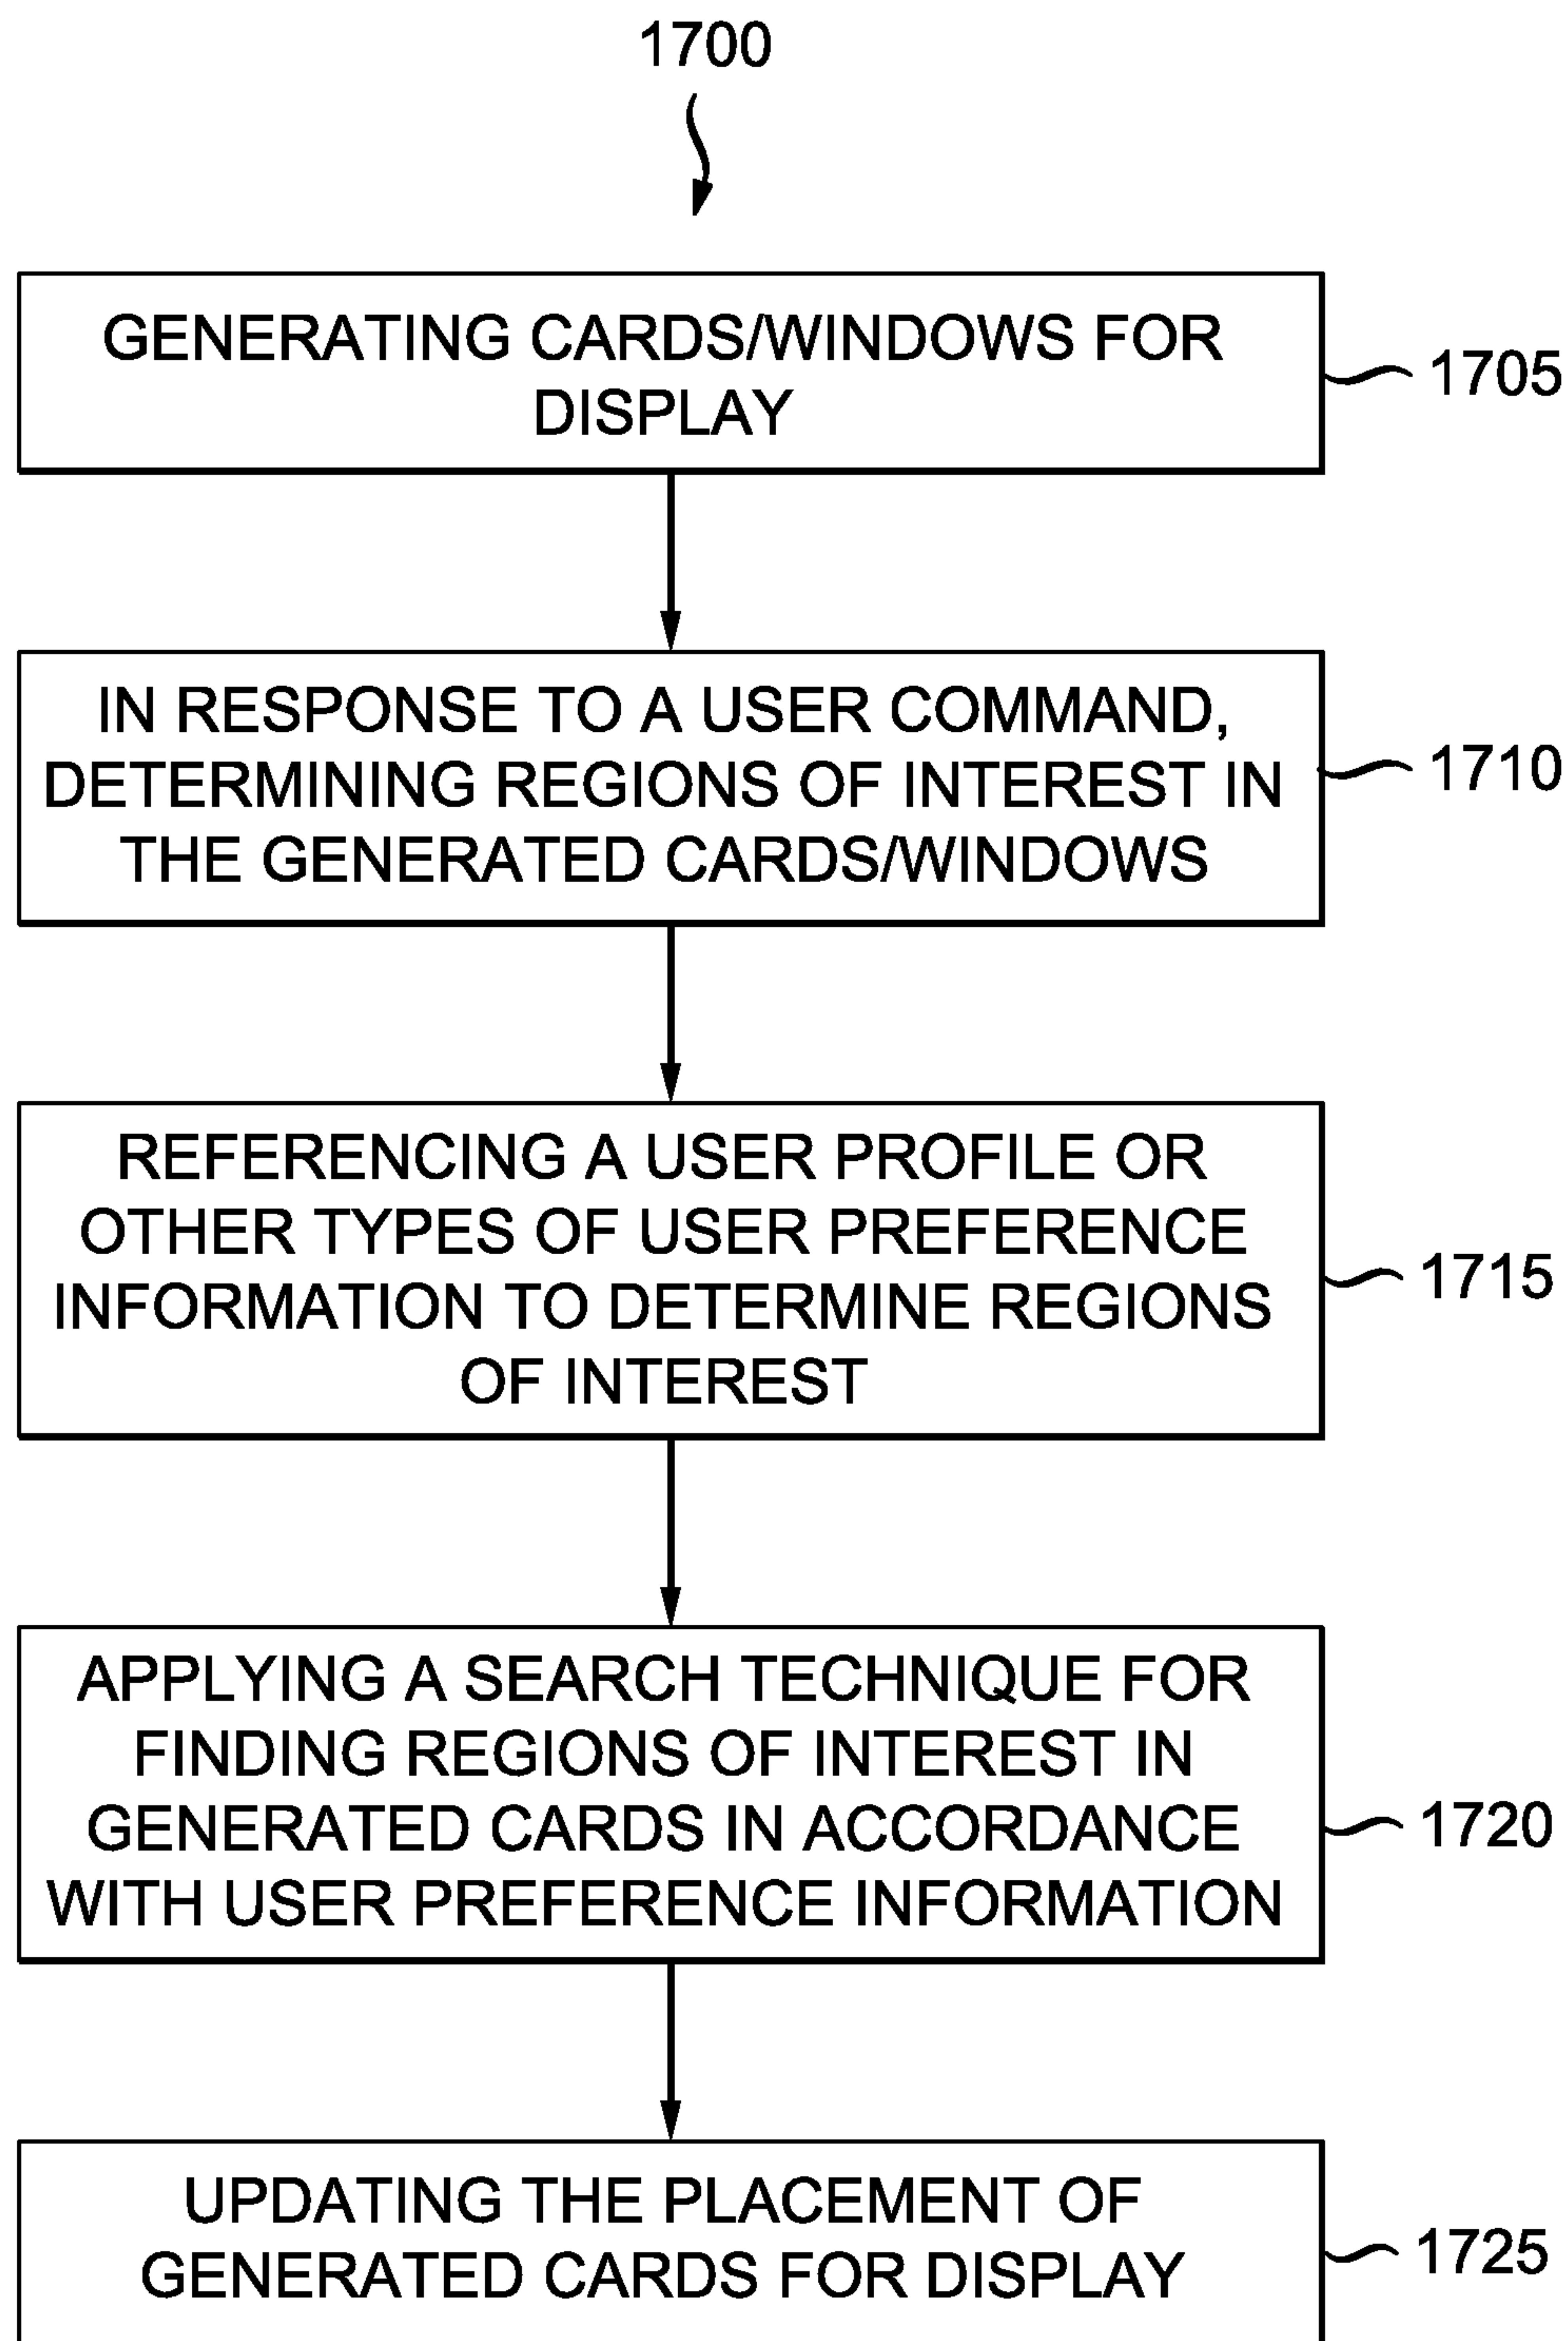 1700
GENERATING CARDS/WINDOWS FOR
DISPLAY
1705
IN RESPONSE TO A USER COMMAND,
DETERMINING REGIONS OF INTEREST IN
THE GENERATED CARDS/WINDOWS
1710
REFERENCING A USER PROFILE OR
OTHER TYPES OF USER PREFERENCE
INFORMATION TO DETERMINE REGIONS
OF INTEREST
1715
APPLYING A SEARCH TECHNIQUE FOR
FINDING REGIONS OF INTEREST IN
GENERATED CARDS IN ACCORDANCE
WITH USER PREFERENCE INFORMATION
1720
UPDATING THE PLACEMENT OF
GENERATED CARDS FOR DISPLAY
1725